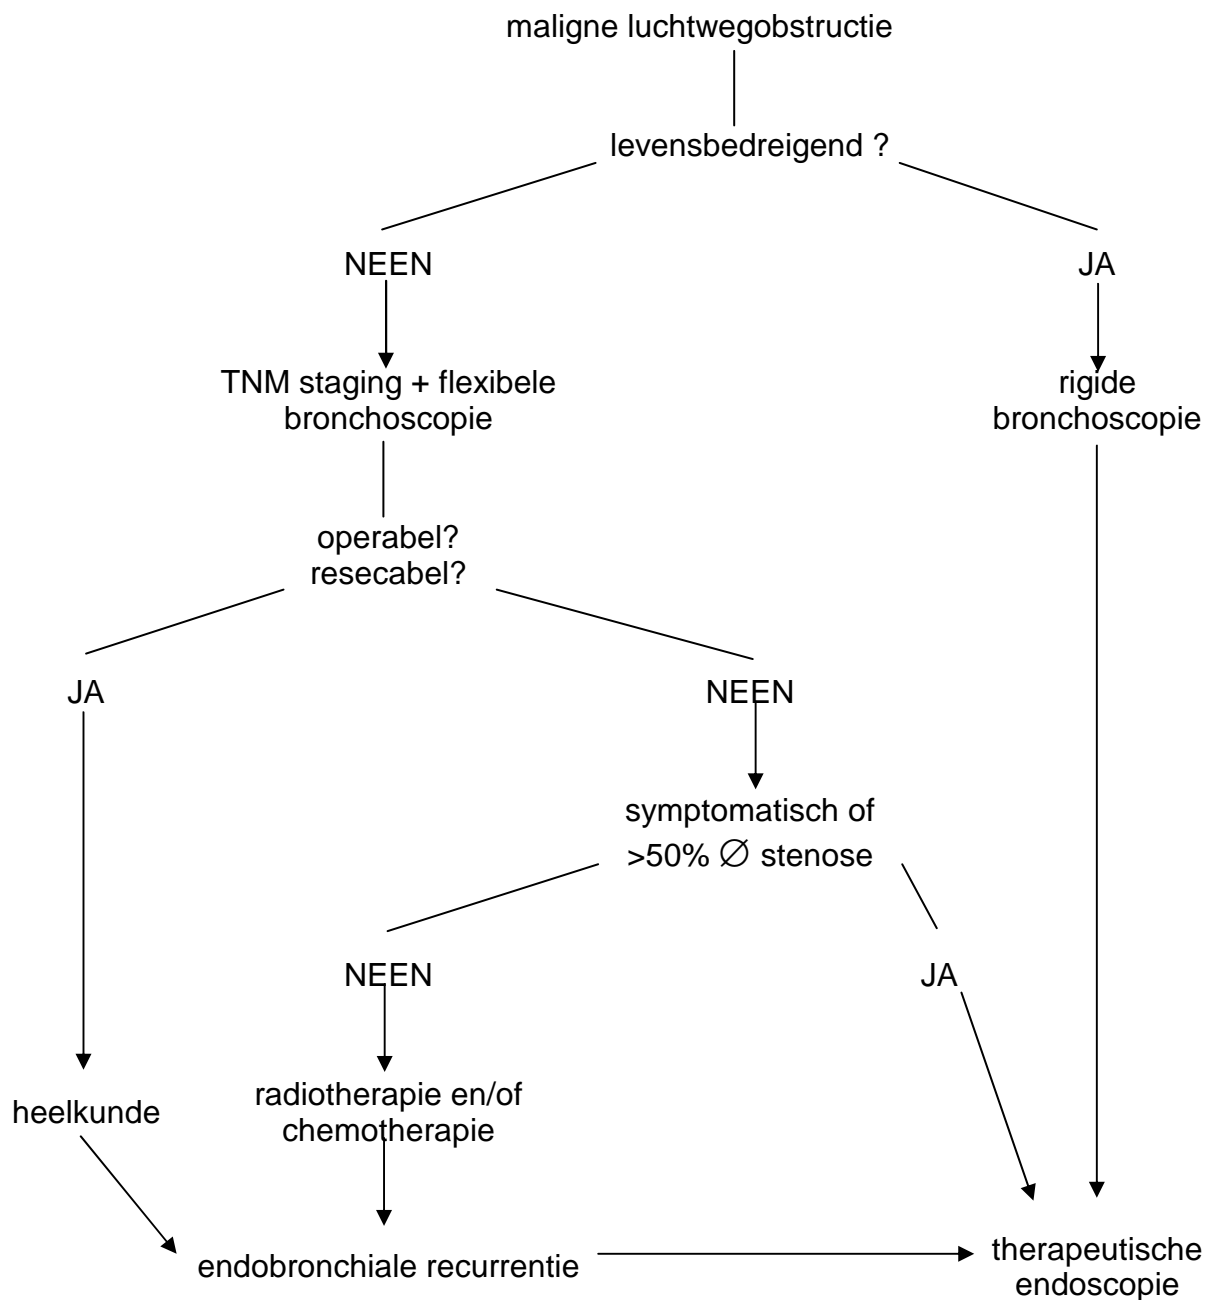 maligne luchtwegobstructie
levensbedreigend ?
NEEN
JA
TNM staging + flexibele
bronchoscopie
rigide
bronchoscopie
operabel?
resecabel?
JA
NEEN
symptomatisch of
>50% ∅ stenose
NEEN
JA
heelkunde
radiotherapie en/of
chemotherapie
endobronchiale recurrentie
therapeutische
endoscopie